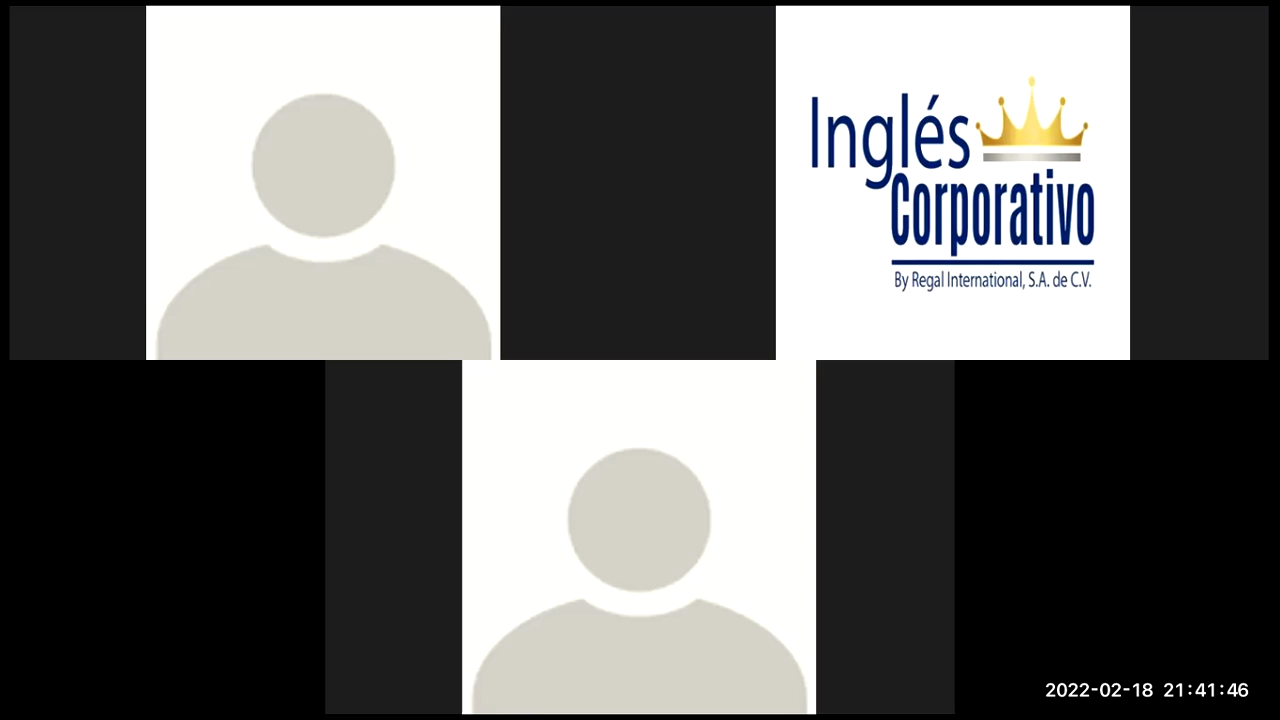 Inglés
Corporativo
By Regal International, S.A. de C.V.
2022-02-18 21:41:46